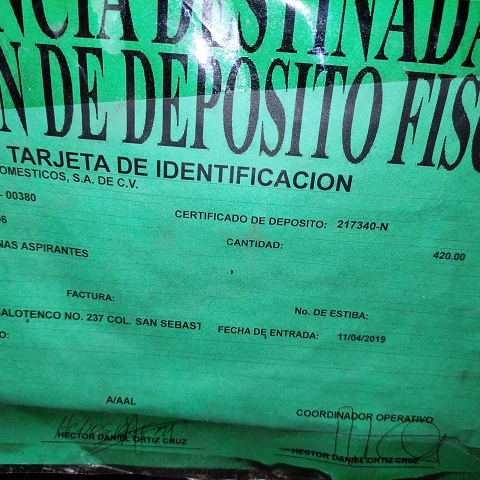 NCIA DESTINADA
N DE DEPOSITO FISC
TARJETA DE IDENTIFICACION
OMESTICOS, S.A. DE C.V.
- 00380
CERTIFICADO DE DEPOSITO: 217340-N
06
CANTIDAD: 420.00
NAS ASPIRANTES
FACTURA:
No. DE ESTIBA:
ALOTENCO NO. 237 COL. SAN SEBAST
FECHA DE ENTRADA: 11/04/2019
O:
A/AAL
COORDINADOR OPERATIVO
HECTOR DANIEL ORTIZ CRUZ
HECTOR DANIEL ORTIZ CRUZ